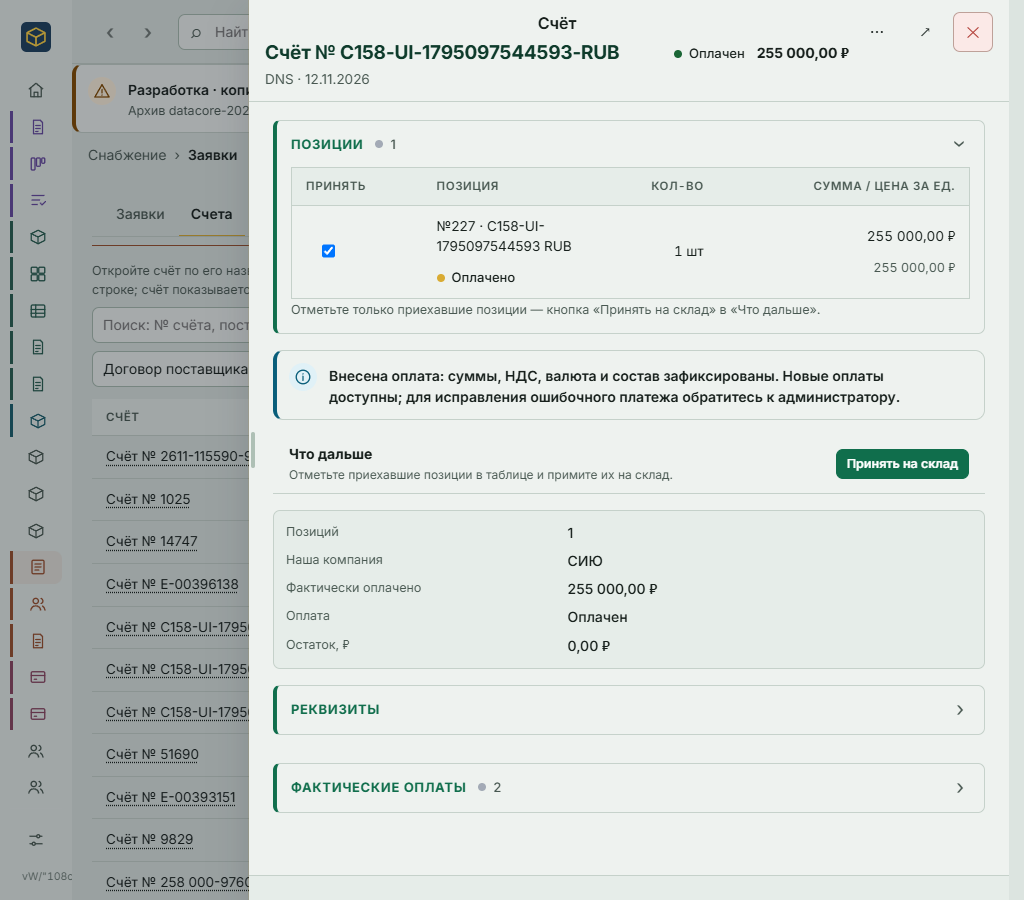 Счёт
Счёт № C158-UI-1795097544593-RUB
Оплачен 255 000,00 ₽
DNS · 12.11.2026
...
Найт
Разработка · копи
Архив datacore-202
Снабжение › Заявки
Заявки Счета
Откройте счёт по его назв
строке; счёт показываетс
Поиск: № счёта, пост
Договор поставщика
СЧЁТ
Счёт № 2611-115590-9
Счёт № 1025
Счёт № 14747
Счёт № E-00396138
Счёт № C158-UI-1795
Счёт № C158-UI-1795
Счёт № C158-UI-1795
Счёт № 51690
Счёт № E-00393151
Счёт № 9829
Счёт № 258 000-9760
vW/"108c
ПОЗИЦИИ 1
ПРИНЯТЬ ПОЗИЦИЯ КОЛ-ВО СУММА / ЦЕНА ЗА ЕД.
№227 · C158-UI-
1795097544593 RUB
Оплачено
1 шт
255 000,00 ₽
255 000,00 ₽
Отметьте только приехавшие позиции — кнопка «Принять на склад» в «Что дальше».
Внесена оплата: суммы, НДС, валюта и состав зафиксированы. Новые оплаты
доступны; для исправления ошибочного платежа обратитесь к администратору.
Что дальше
Отметьте приехавшие позиции в таблице и примите их на склад.
Принять на склад
Позиций 1
Наша компания СИЮ
Фактически оплачено 255 000,00 ₽
Оплата Оплачен
Остаток, ₽ 0,00 ₽
РЕКВИЗИТЫ
ФАКТИЧЕСКИЕ ОПЛАТЫ 2